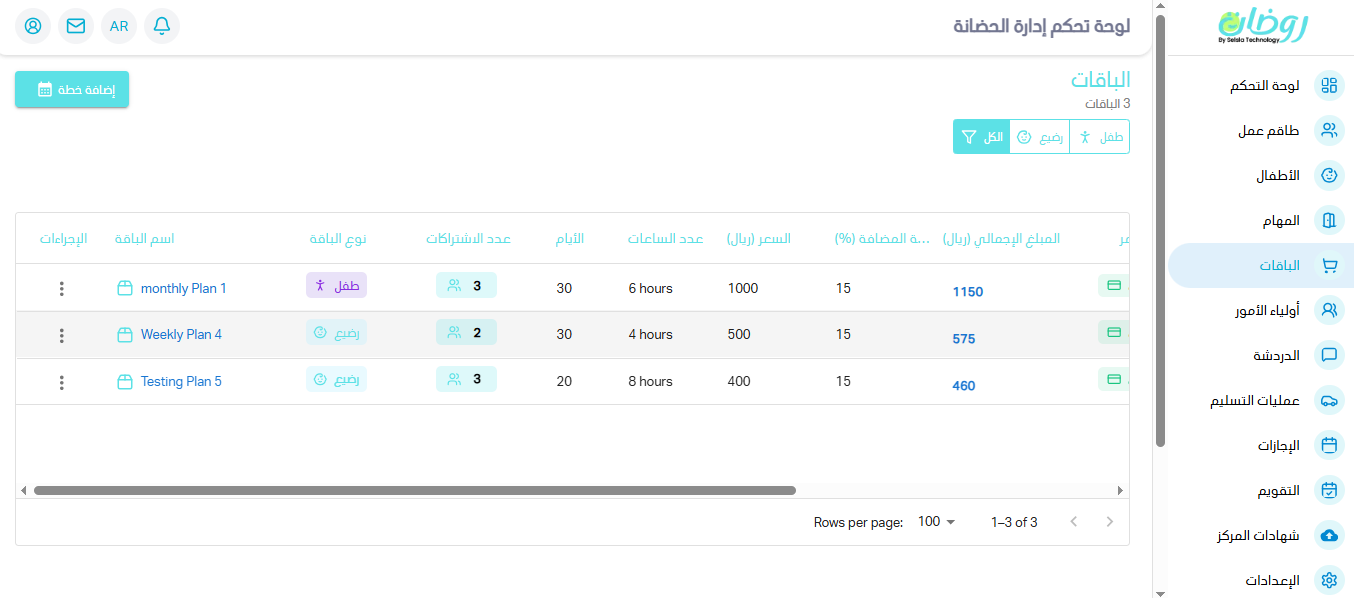 روضان
By Selsla Technology
لوحة التحكم
طاقم عمل
الأطفال
المهام
الباقات
أولياء الأمور
الدردشة
عمليات التسليم
الإجازات
التقويم
شهادات المركز
الإعدادات
لوحة تحكم إدارة الحضانة
AR
الباقات
3 الباقات
إضافة خطة
طفل
رضيع
الكل
الإجراءات اسم الباقة نوع الباقة عدد الاشتراكات الأيام عدد الساعات السعر (ريال) ...ة المضافة (%) المبلغ الإجمالي (ريال)
monthly Plan 1 طفل 3 30 6 hours 1000 15 1150
Weekly Plan 4 رضيع 2 30 4 hours 500 15 575
Testing Plan 5 رضيع 3 20 8 hours 400 15 460
Rows per page: 100 1–3 of 3